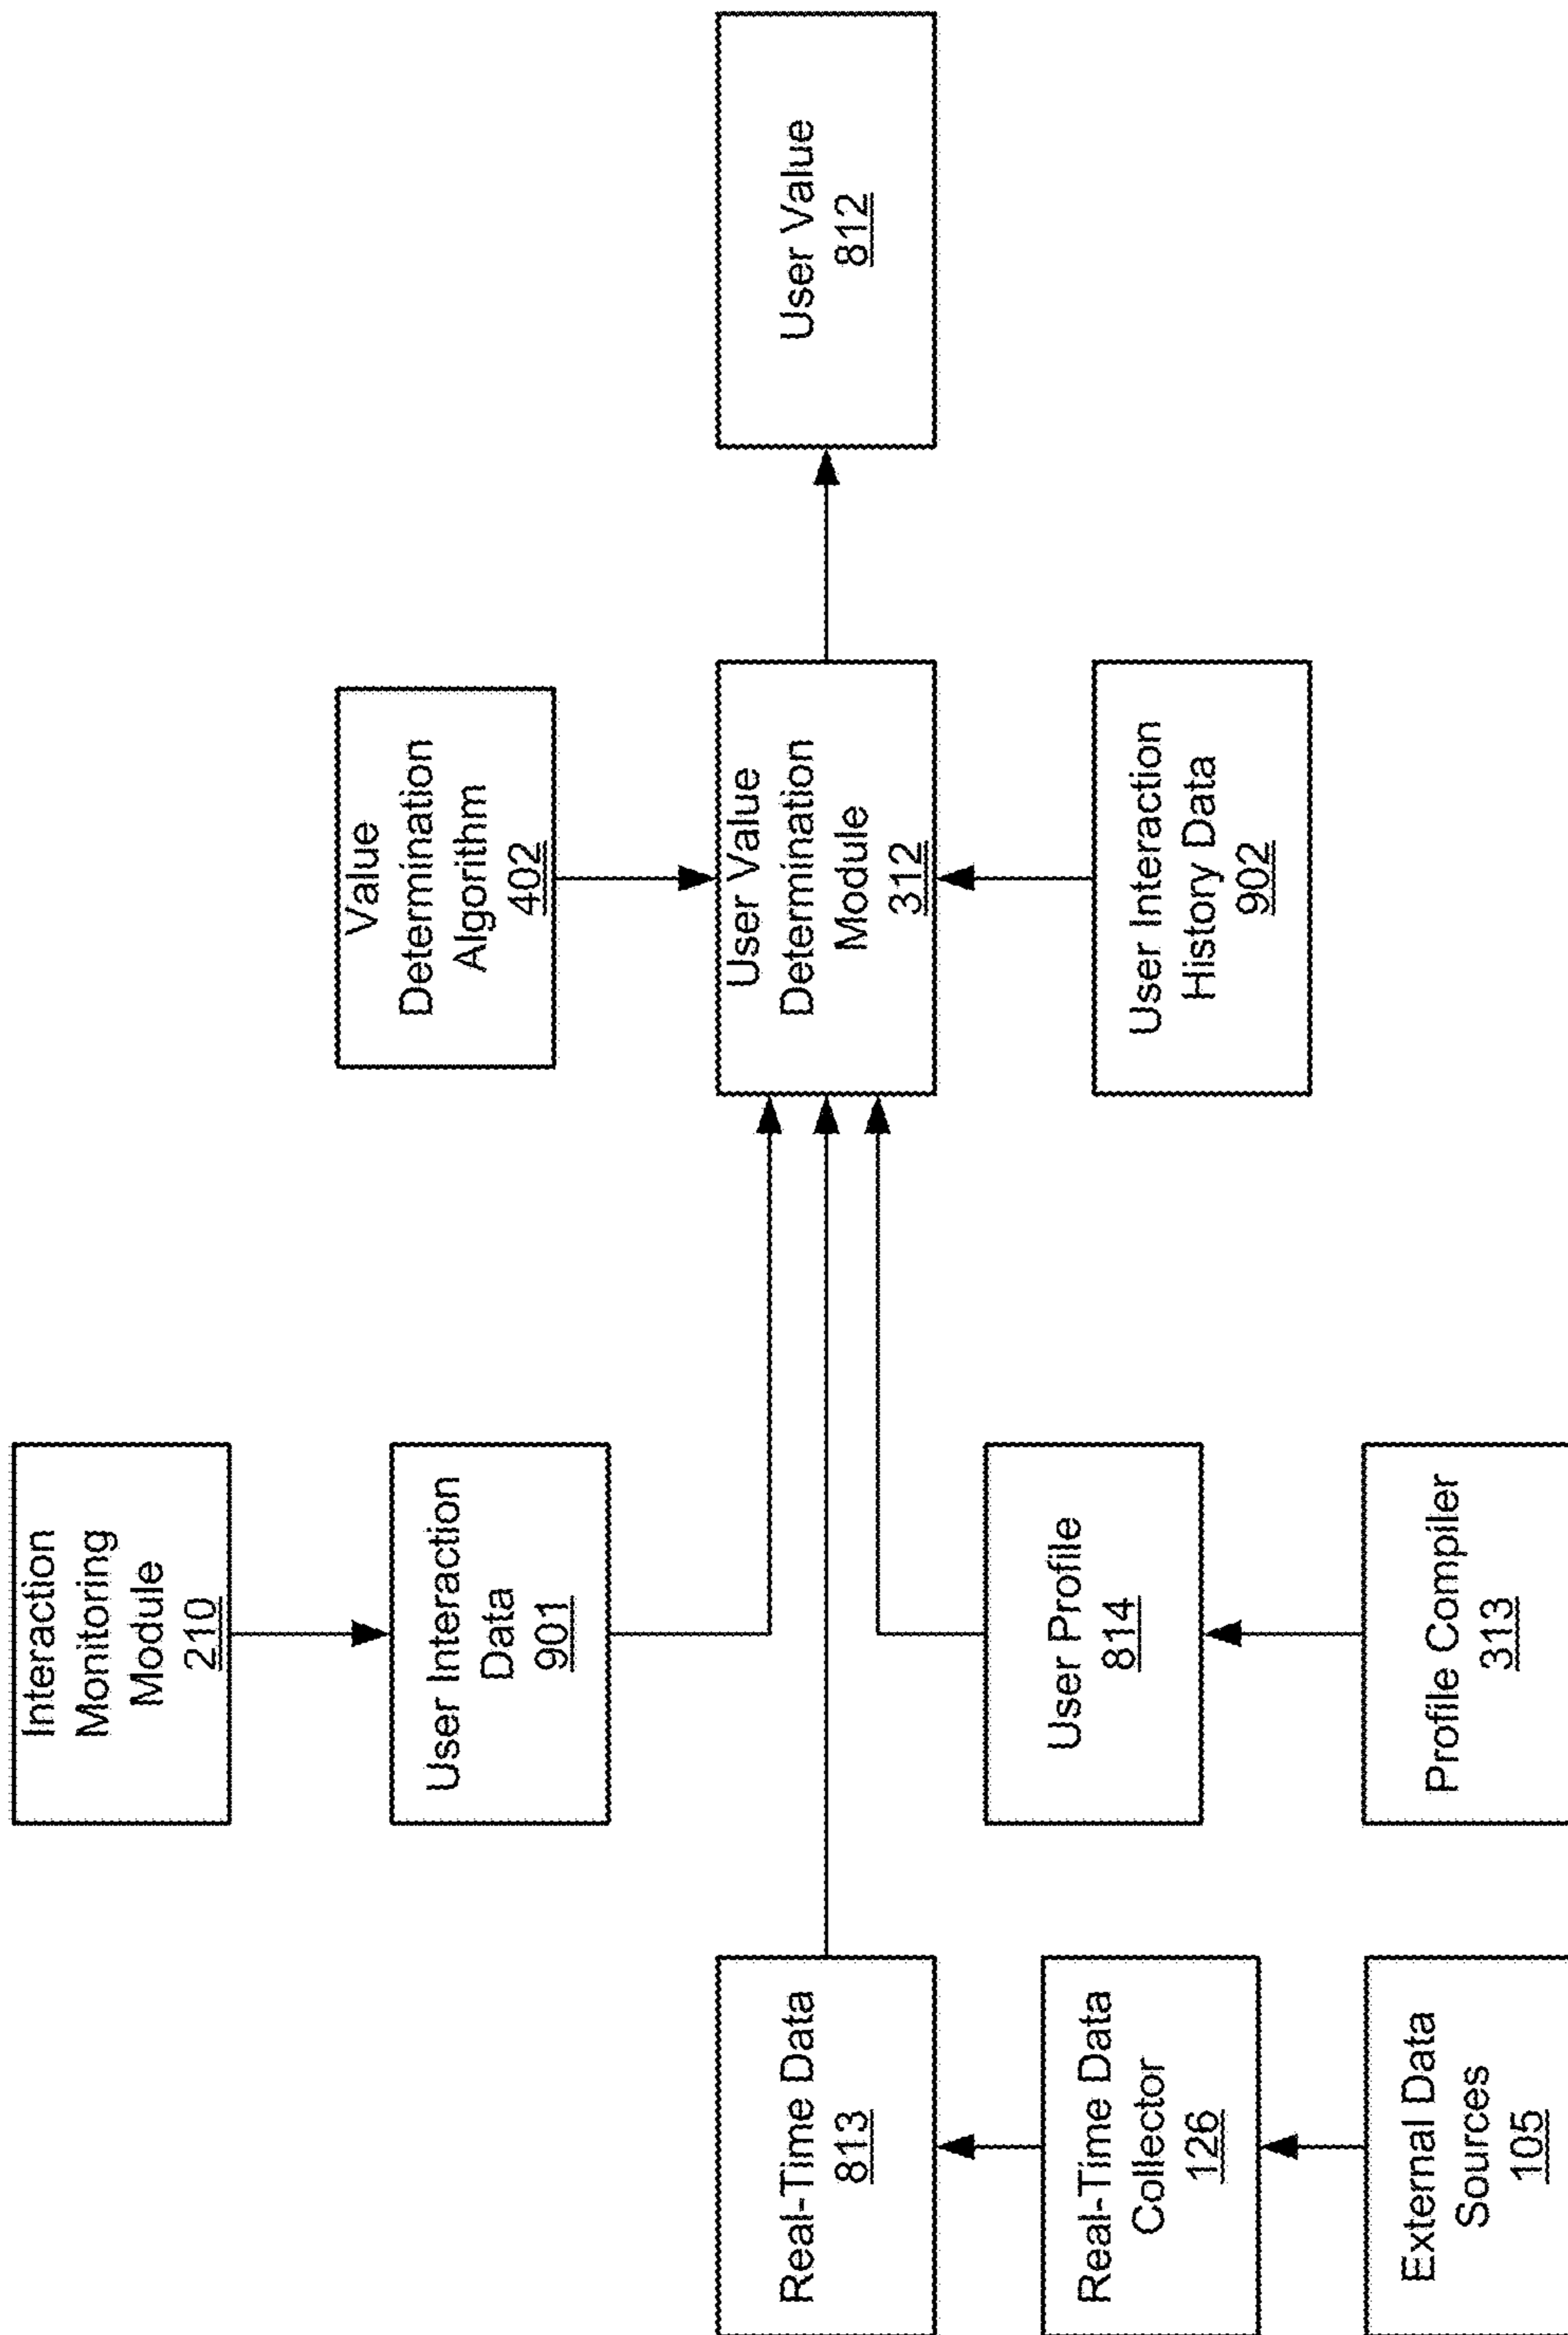 Interaction
Monitoring
Module
210
User Interaction
Data
901
Real-Time Data
813
Real-Time Data
Collector
126
External Data
Sources
105
User Profile
814
Profile Compiler
313
Value
Determination
Algorithm
402
User Value
Determination
Module
312
User Interaction
History Data
902
User Value
812